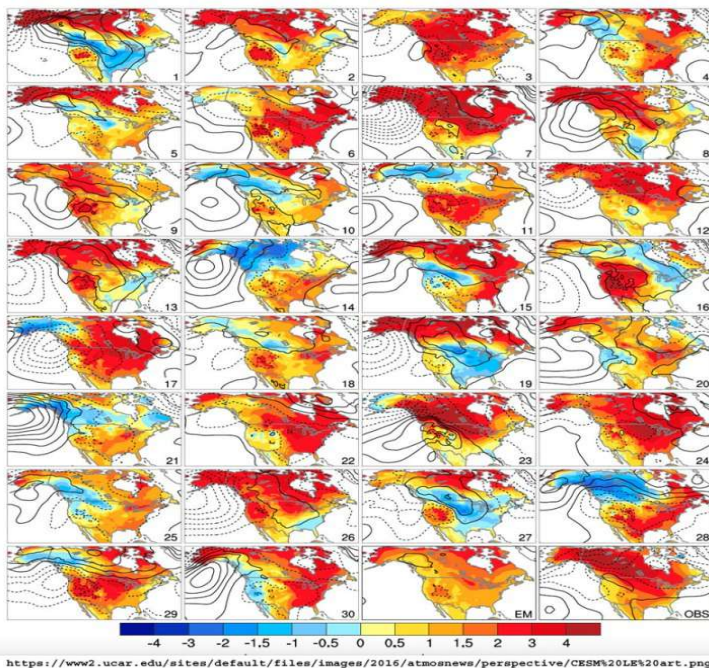 1 2 3 4
5 6 7 8
9 10 11 12
13 14 15 16
17 18 19 20
21 22 23 24
25 26 27 28
29 30 EM OBS
-4 -3 -2 -1.5 -1 -0.5 0 0.5 1 1.5 2 3 4
https://www2.ucar.edu/sites/default/files/images/2016/atmosnews/perspective/CESM%20LE%20art.png